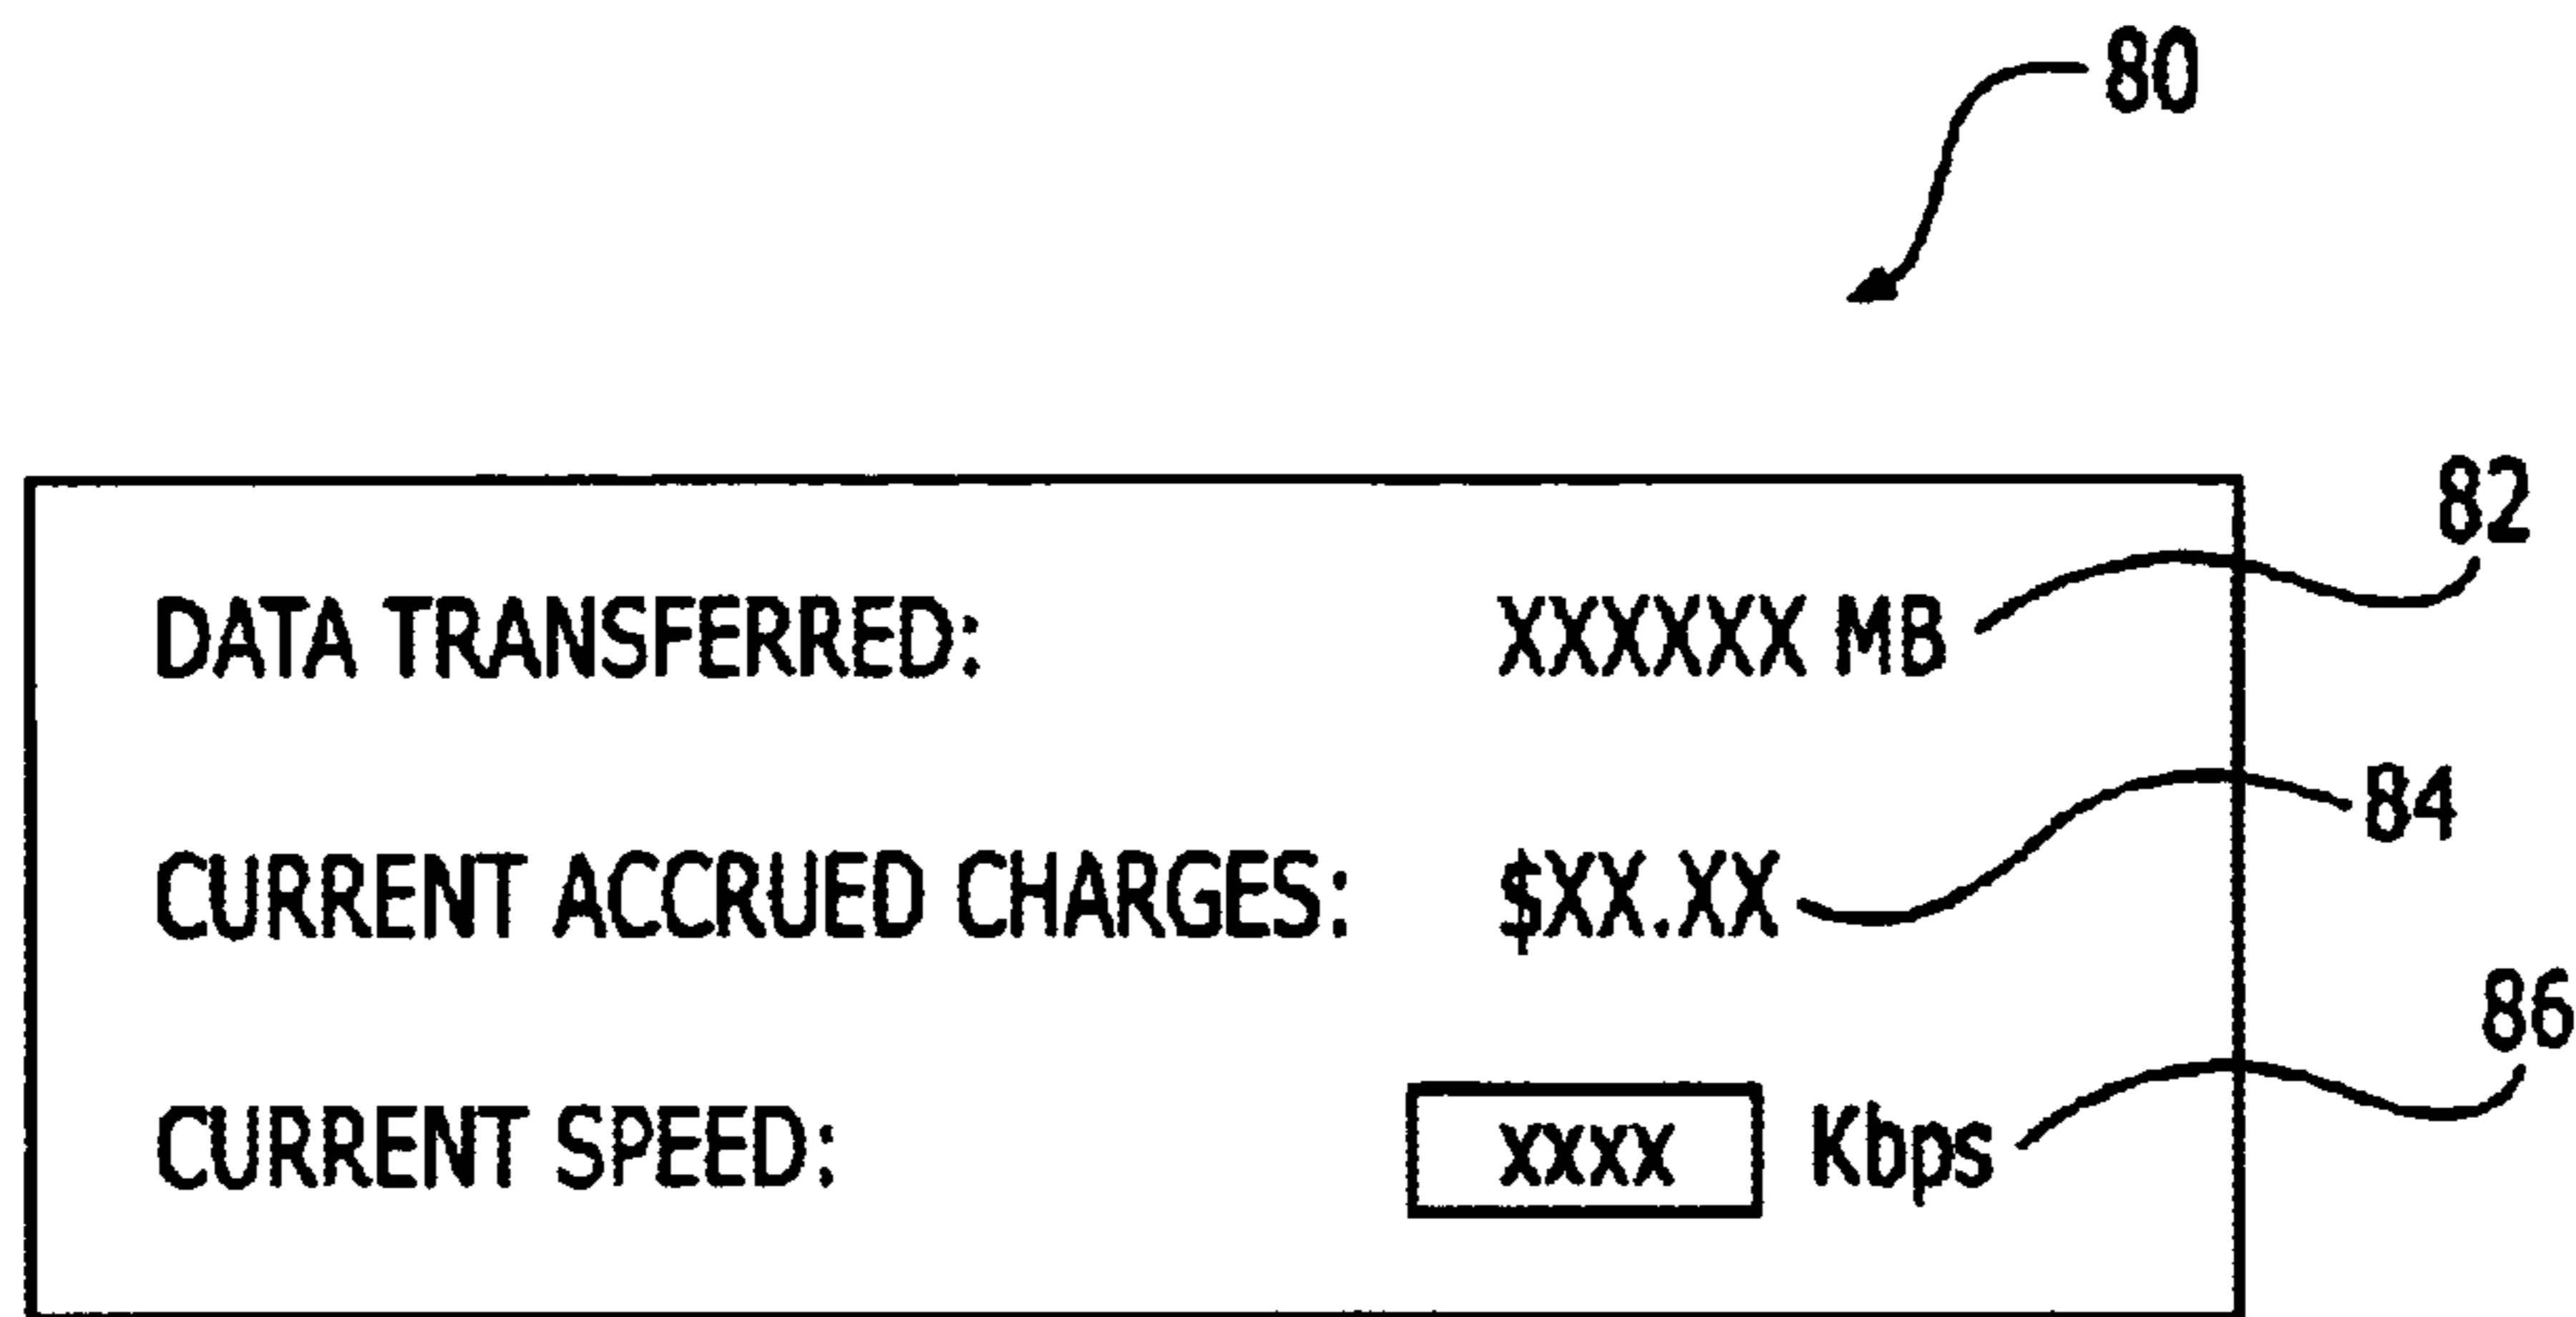 80
82
DATA TRANSFERRED: XXXXXX MB
84
CURRENT ACCRUED CHARGES: $XX.XX
86
CURRENT SPEED: XXXX Kbps